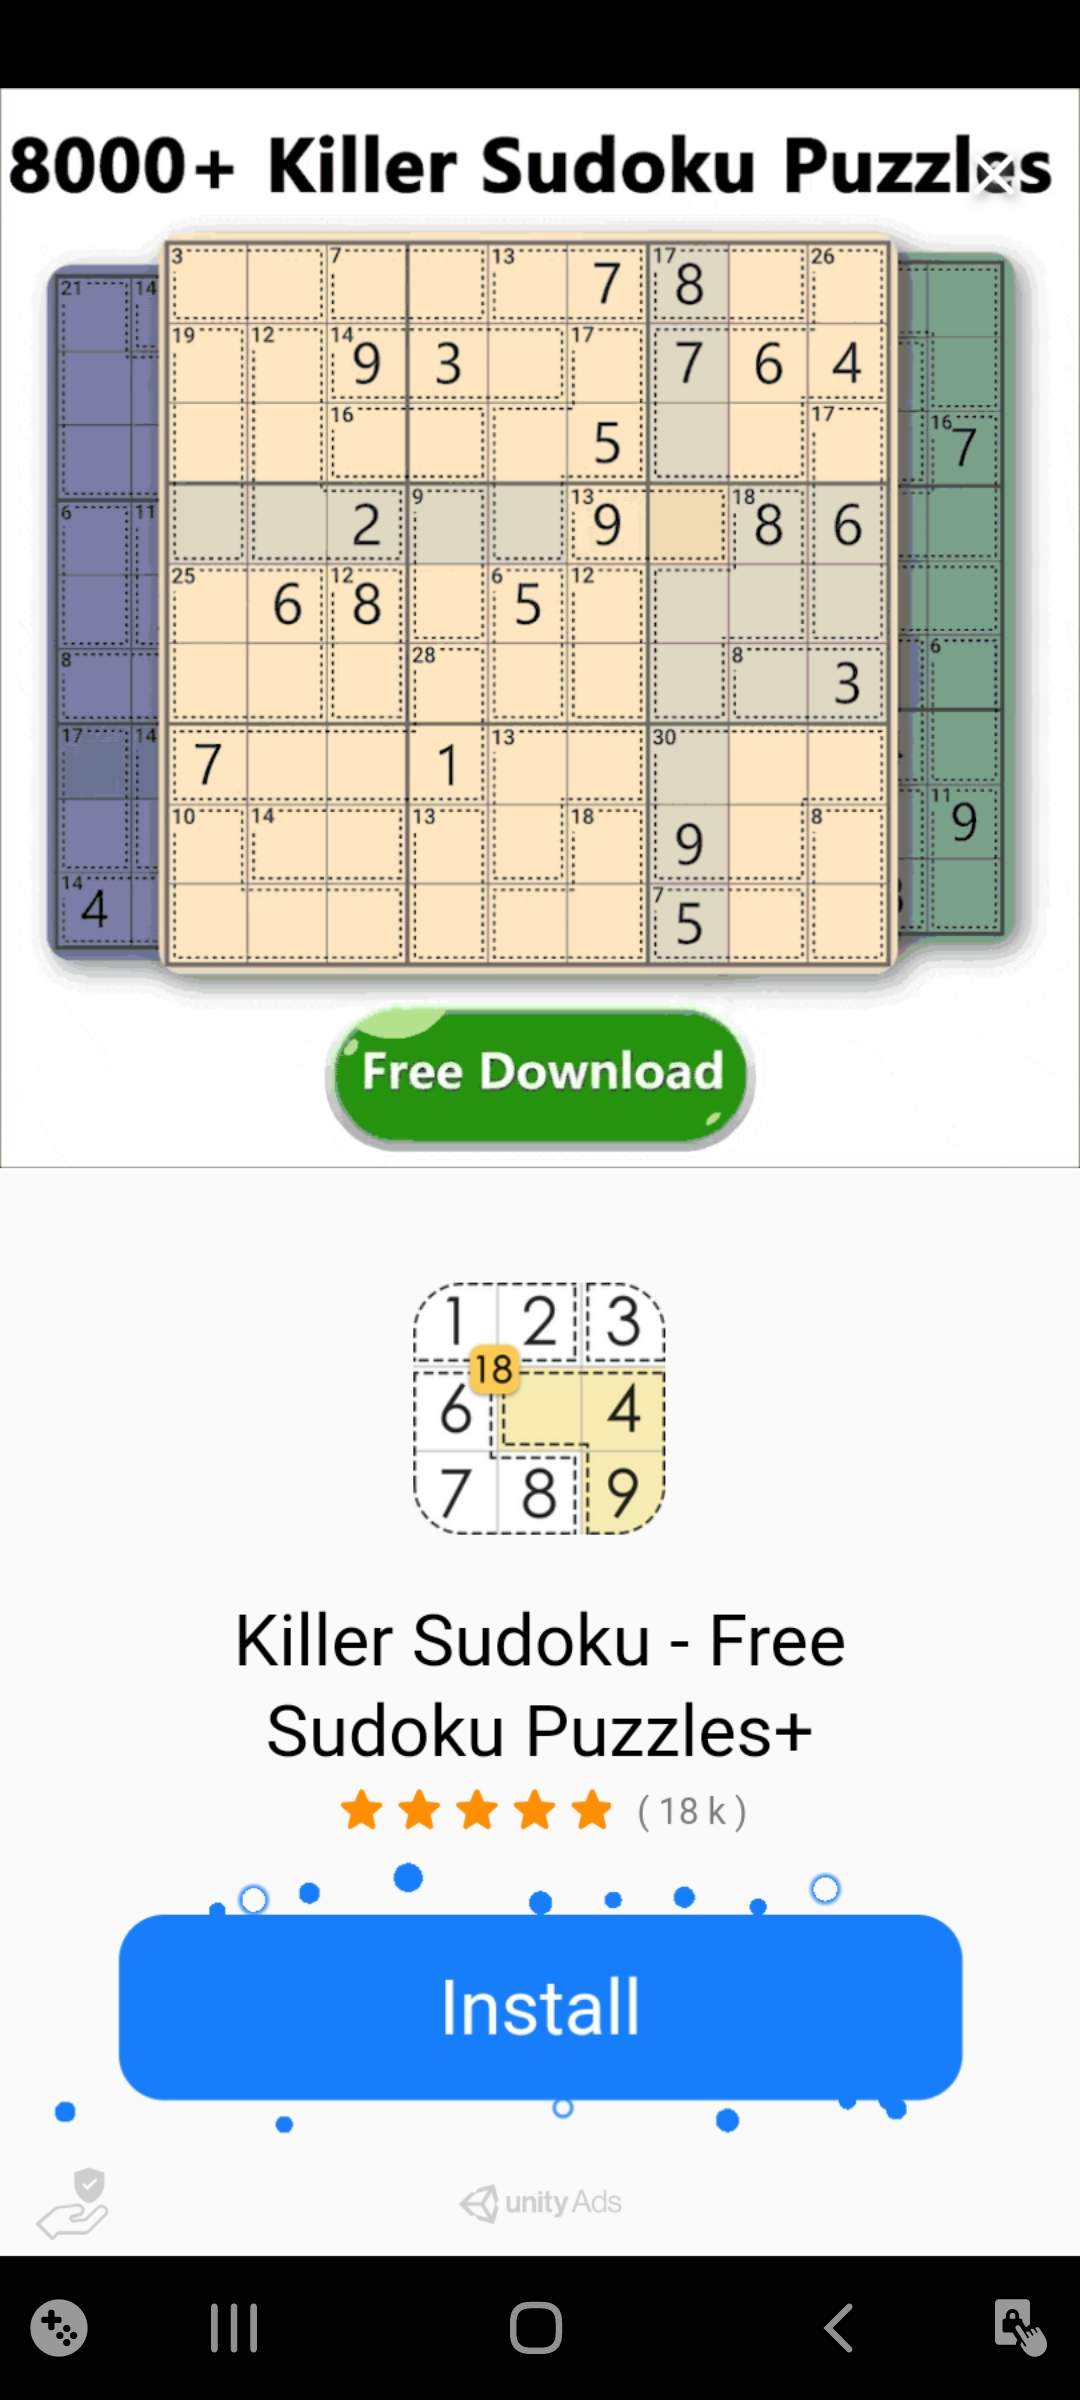 8000+ Killer Sudoku Puzzles
3 7 13 7 17 8 26
21 14
19 12 14 9 3 17 7 6 4
16 5 17 16 7
2 9 13 9 18 8 6
6 11
25 6 12 8 6 5 12
8 28 8 3 6
17 14 7 1 13 30
10 14 13 18 9 8 11 9
14 4 7 5
Free Download
1 2 3
18
6 4
7 8 9
Killer Sudoku - Free
Sudoku Puzzles+
( 18 k )
Install
unity Ads